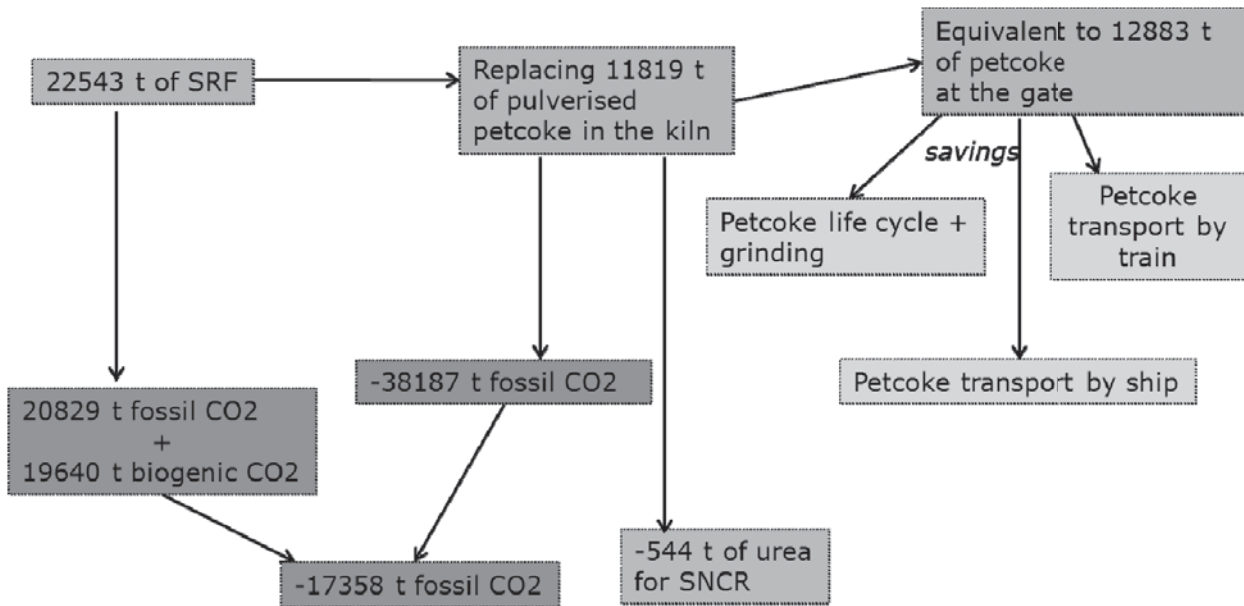 22543 t of SRF
Replacing 11819 t
of pulverised
petcoke in the kiln
Equivalent to 12883 t
of petcoke
at the gate
savings
Petcoke life cycle +
grinding
Petcoke
transport by
train
Petcoke transport by ship
-38187 t fossil CO2
20829 t fossil CO2
+
19640 t biogenic CO2
-544 t of urea
for SNCR
-17358 t fossil CO2